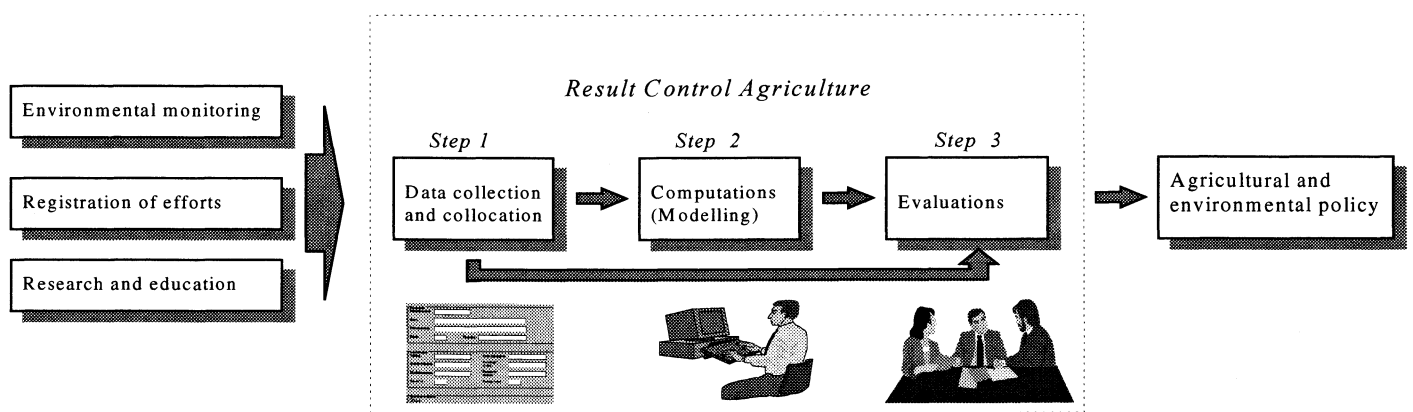 Result Control Agriculture
Environmental monitoring
Registration of efforts
Research and education
Step 1
Data collection
and collocation
Step 2
Computations
(Modelling)
Step 3
Evaluations
Agricultural and
environmental policy